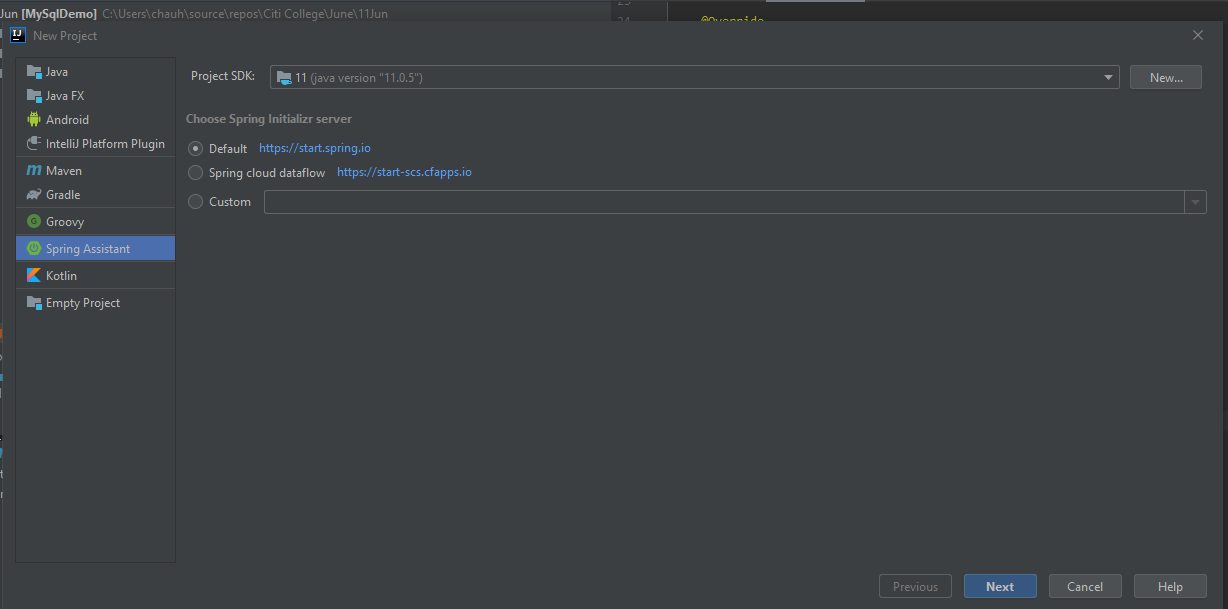 Jun [MySqlDemo] C:\Users\chauh\source\repos\Citi College\June\11Jun
24 @Override
New Project
Java
Java FX
Android
IntelliJ Platform Plugin
Maven
Gradle
Groovy
Spring Assistant
Kotlin
Empty Project
Project SDK: 11 (java version "11.0.5") New...
Choose Spring Initializr server
Default https://start.spring.io
Spring cloud dataflow https://start-scs.cfapps.io
Custom
Previous Next Cancel Help